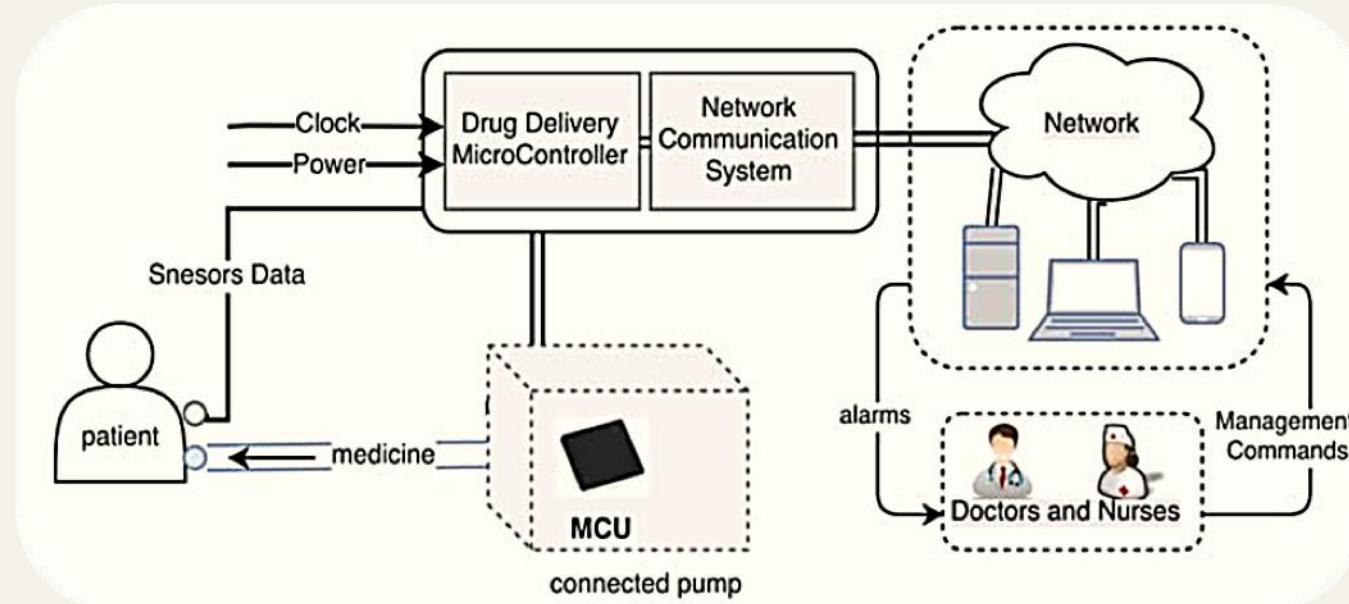 Clock
Power
Drug Delivery
MicroController
Network
Communication
System
Network
Snesors Data
patient
medicine
MCU
connected pump
alarms
Doctors and Nurses
Management
Commands